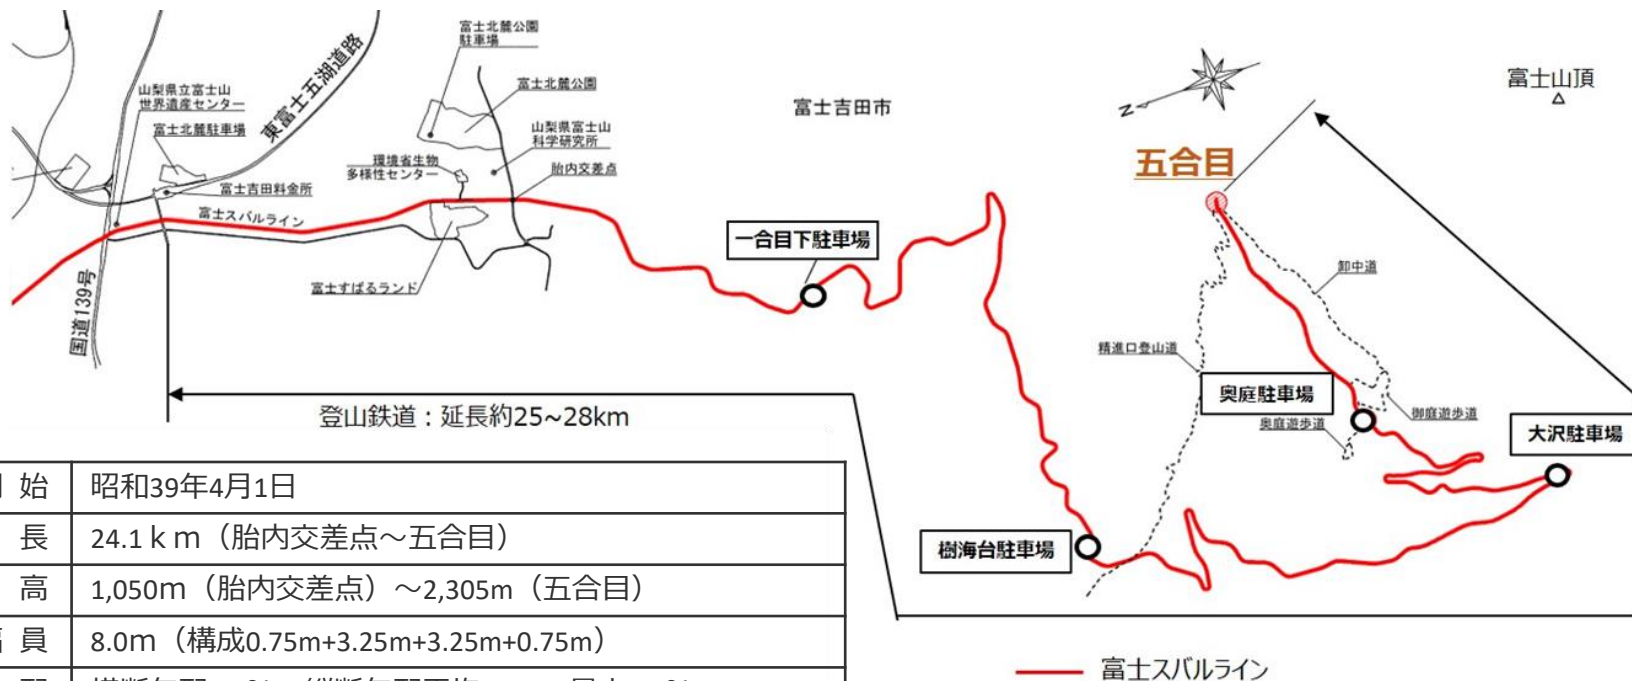 富士北麓公園
駐車場
富士山頂
山梨県立富士山
世界遺産センター
東富士五湖道路
富士北麓公園
富士吉田市
N
富士北麓駐車場
山梨県富士山
科学研究所
五合目
環境省生物
多様性センター
胎内交差点
富士吉田料金所
富士スバルライン
一合目下駐車場
御中道
富士すばるランド
国道139号
精進口登山道
奥庭駐車場
御庭遊歩道
奥庭遊歩道
大沢駐車場
登山鉄道：延長約25~28km
樹海台駐車場
始 昭和39年4月1日
長 24.1ｋｍ（胎内交差点～五合目）
高 1,050m（胎内交差点）～2,305m（五合目）
員 8.0m（構成0.75m+3.25m+3.25m+0.75m）
富士スバルライン